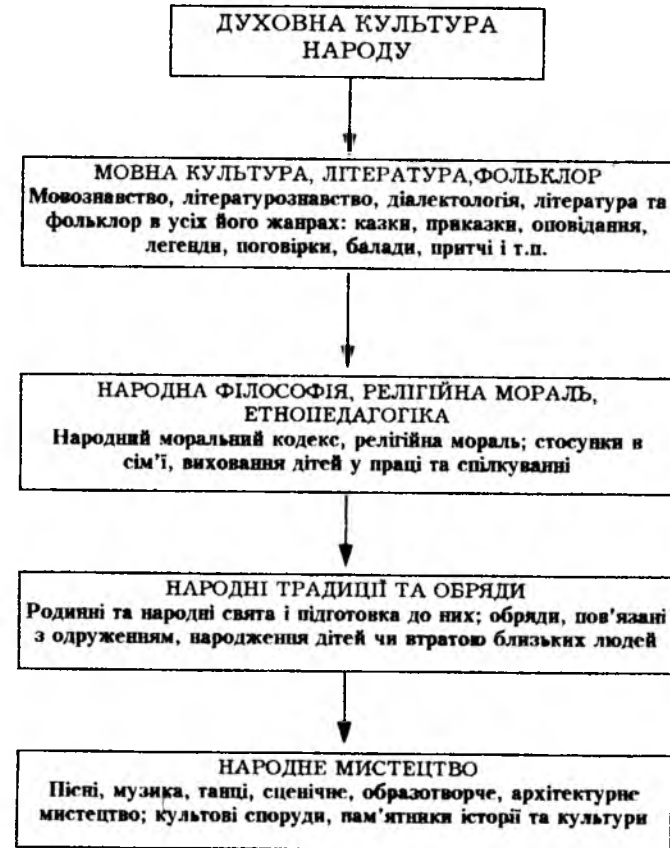 ДУХОВНА КУЛЬТУРА
НАРОДУ
МОВНА КУЛЬТУРА, ЛІТЕРАТУРА,ФОЛЬКЛОР
Мовознавство, літературознавство, діалектологія, література та
фольклор в усіх його жанрах: казки, приказки, оповідання,
легенди, поговірки, балади, притчі і т.п.
НАРОДНА ФІЛОСОФІЯ, РЕЛІГІЙНА МОРАЛЬ,
ЕТНОПЕДАГОГІКА
Народний моральний кодекс, релігійна мораль; стосунки в
сім'ї, виховання дітей у праці та спілкуванні
НАРОДНІ ТРАДИЦІЇ ТА ОБРЯДИ
Родинні та народні свята і підготовка до них; обряди, пов'язані
з одруженням, народження дітей чи втратою близьких людей
НАРОДНЕ МИСТЕЦТВО
Пісні, музика, танці, сценічне, образотворче, архітектурне
мистецтво; культові споруди, пам'ятники історії та культури